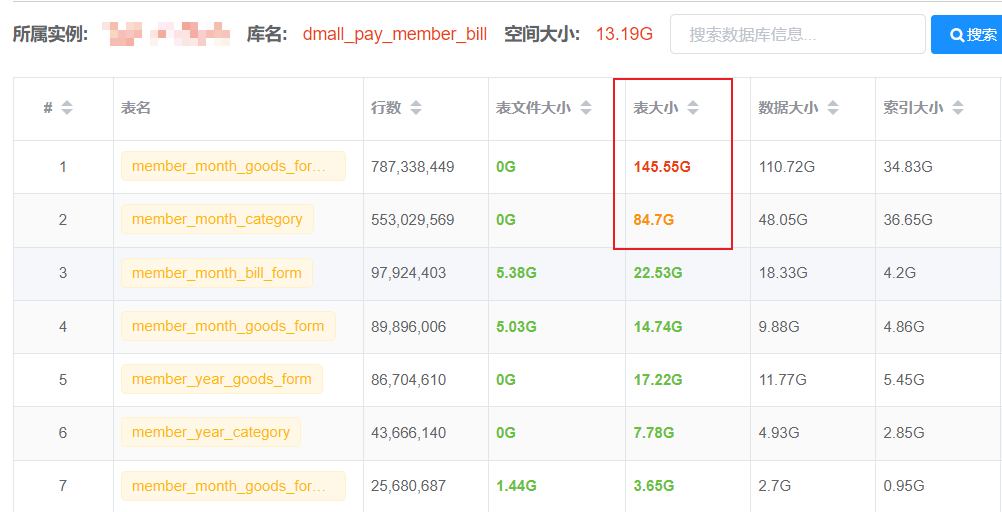 所属实例: 库名: dmall_pay_member_bill 空间大小: 13.19G 搜索数据库信息... 搜索
# 表名 行数 表文件大小 表大小 数据大小 索引大小
1 member_month_goods_for... 787,338,449 0G 145.55G 110.72G 34.83G
2 member_month_category 553,029,569 0G 84.7G 48.05G 36.65G
3 member_month_bill_form 97,924,403 5.38G 22.53G 18.33G 4.2G
4 member_month_goods_form 89,896,006 5.03G 14.74G 9.88G 4.86G
5 member_year_goods_form 86,704,610 0G 17.22G 11.77G 5.45G
6 member_year_category 43,666,140 0G 7.78G 4.93G 2.85G
7 member_month_goods_for... 25,680,687 1.44G 3.65G 2.7G 0.95G